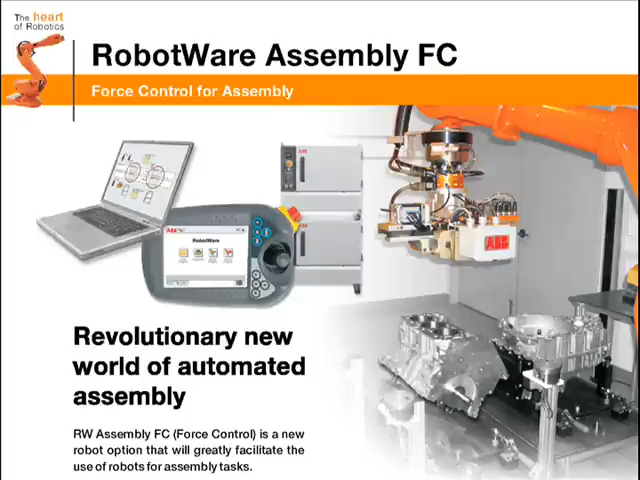 The heart
of Robotics
RobotWare Assembly FC
Force Control for Assembly
ABB
RobotWare
ABB
Revolutionary new
world of automated
assembly
RW Assembly FC (Force Control) is a new
robot option that will greatly facilitate the
use of robots for assembly tasks.